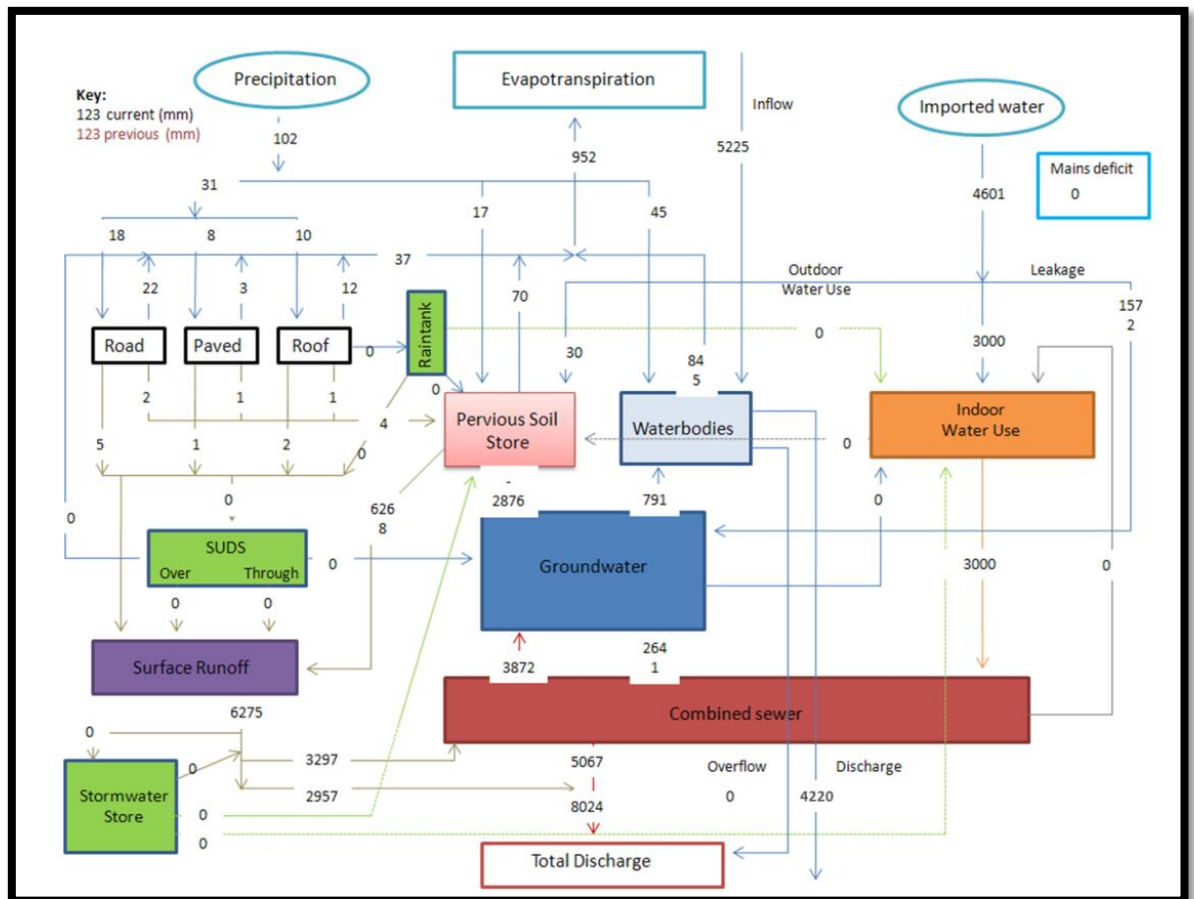 Precipitation
Evapotranspiration
Imported water
Key:
123 current (mm)
123 previous (mm)
Inflow
102
952
5225
4601
Mains deficit
0
31
17
45
18
8
10
37
Outdoor
Water Use
Leakage
22
3
12
70
157
2
Road
Paved
Roof
0
Raintank
0
3000
30
84
5
0
2
1
1
4
Pervious Soil
Store
Waterbodies
Indoor
Water Use
5
1
2
0
0
-
2876
791
0
0
0
626
8
SUDS
Over
Through
0
Groundwater
3000
0
0
0
Surface Runoff
3872
264
1
6275
Combined sewer
0
3297
5067
Overflow
Discharge
0
2957
0
4220
Stormwater
Store
0
8024
0
Total Discharge